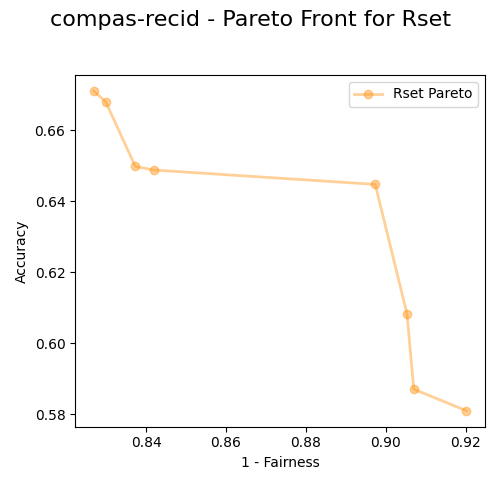 compas-recid - Pareto Front for Rset
Rset Pareto
Accuracy
0.66
0.64
0.62
0.60
0.58
0.84
0.86
0.88
0.90
0.92
1 - Fairness